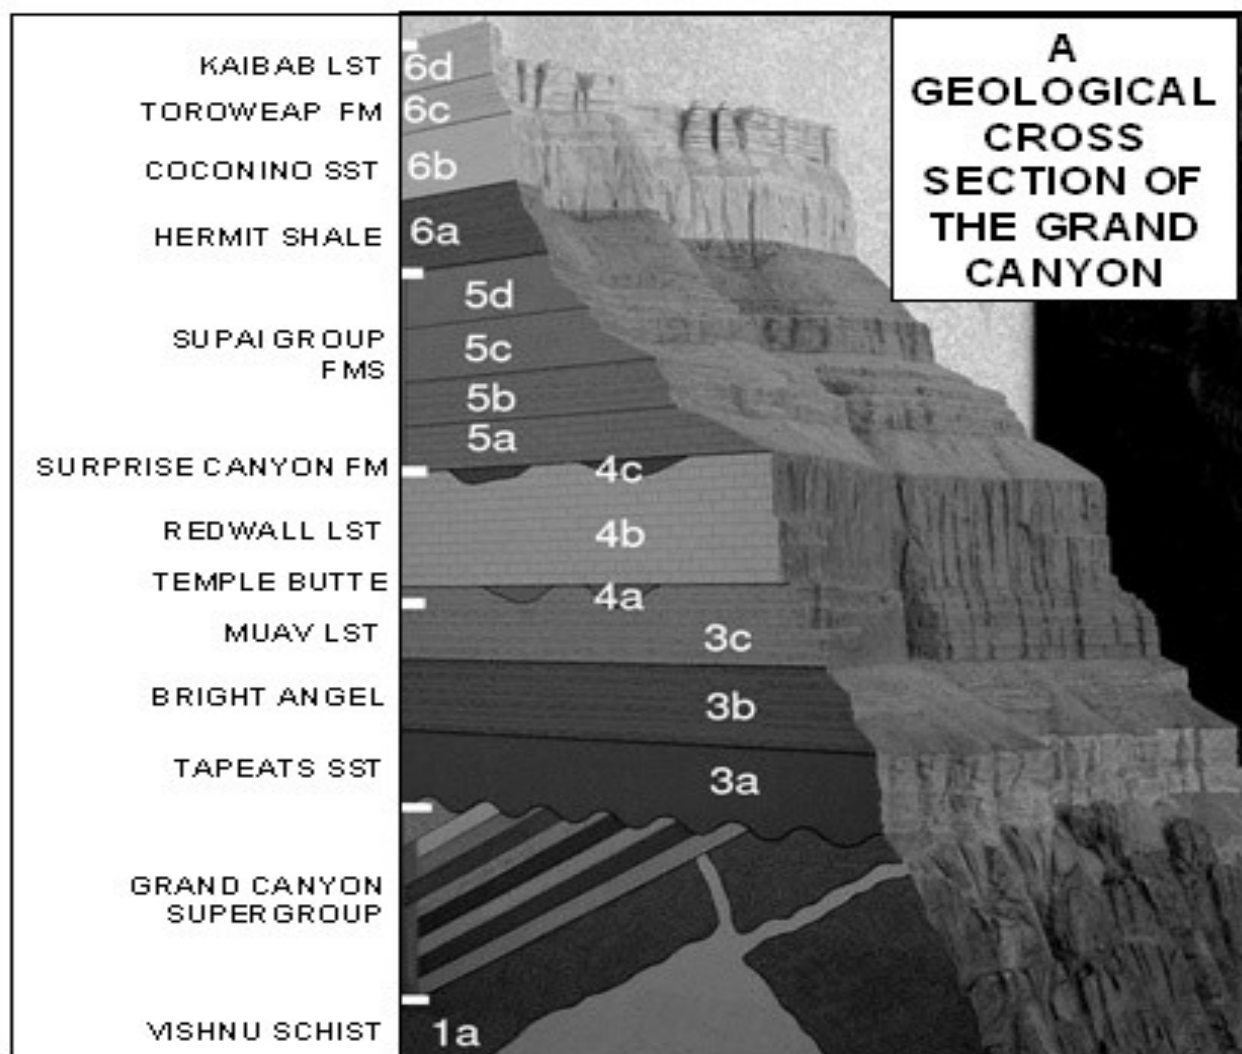 A
GEOLOGICAL
CROSS
SECTION OF
THE GRAND
CANYON
KAIBAB LST 6d
TOROWEAP FM 6c
COCONINO SST 6b
HERMIT SHALE 6a
5d
SUPAI GROUP
FMS
5c
5b
5a
SURPRISE CANYON FM 4c
REDWALL LST 4b
TEMPLE BUTTE 4a
MUAV LST 3c
BRIGHT ANGEL 3b
TAPEATS SST 3a
GRAND CANYON
SUPERGROUP
VISHNU SCHIST 1a